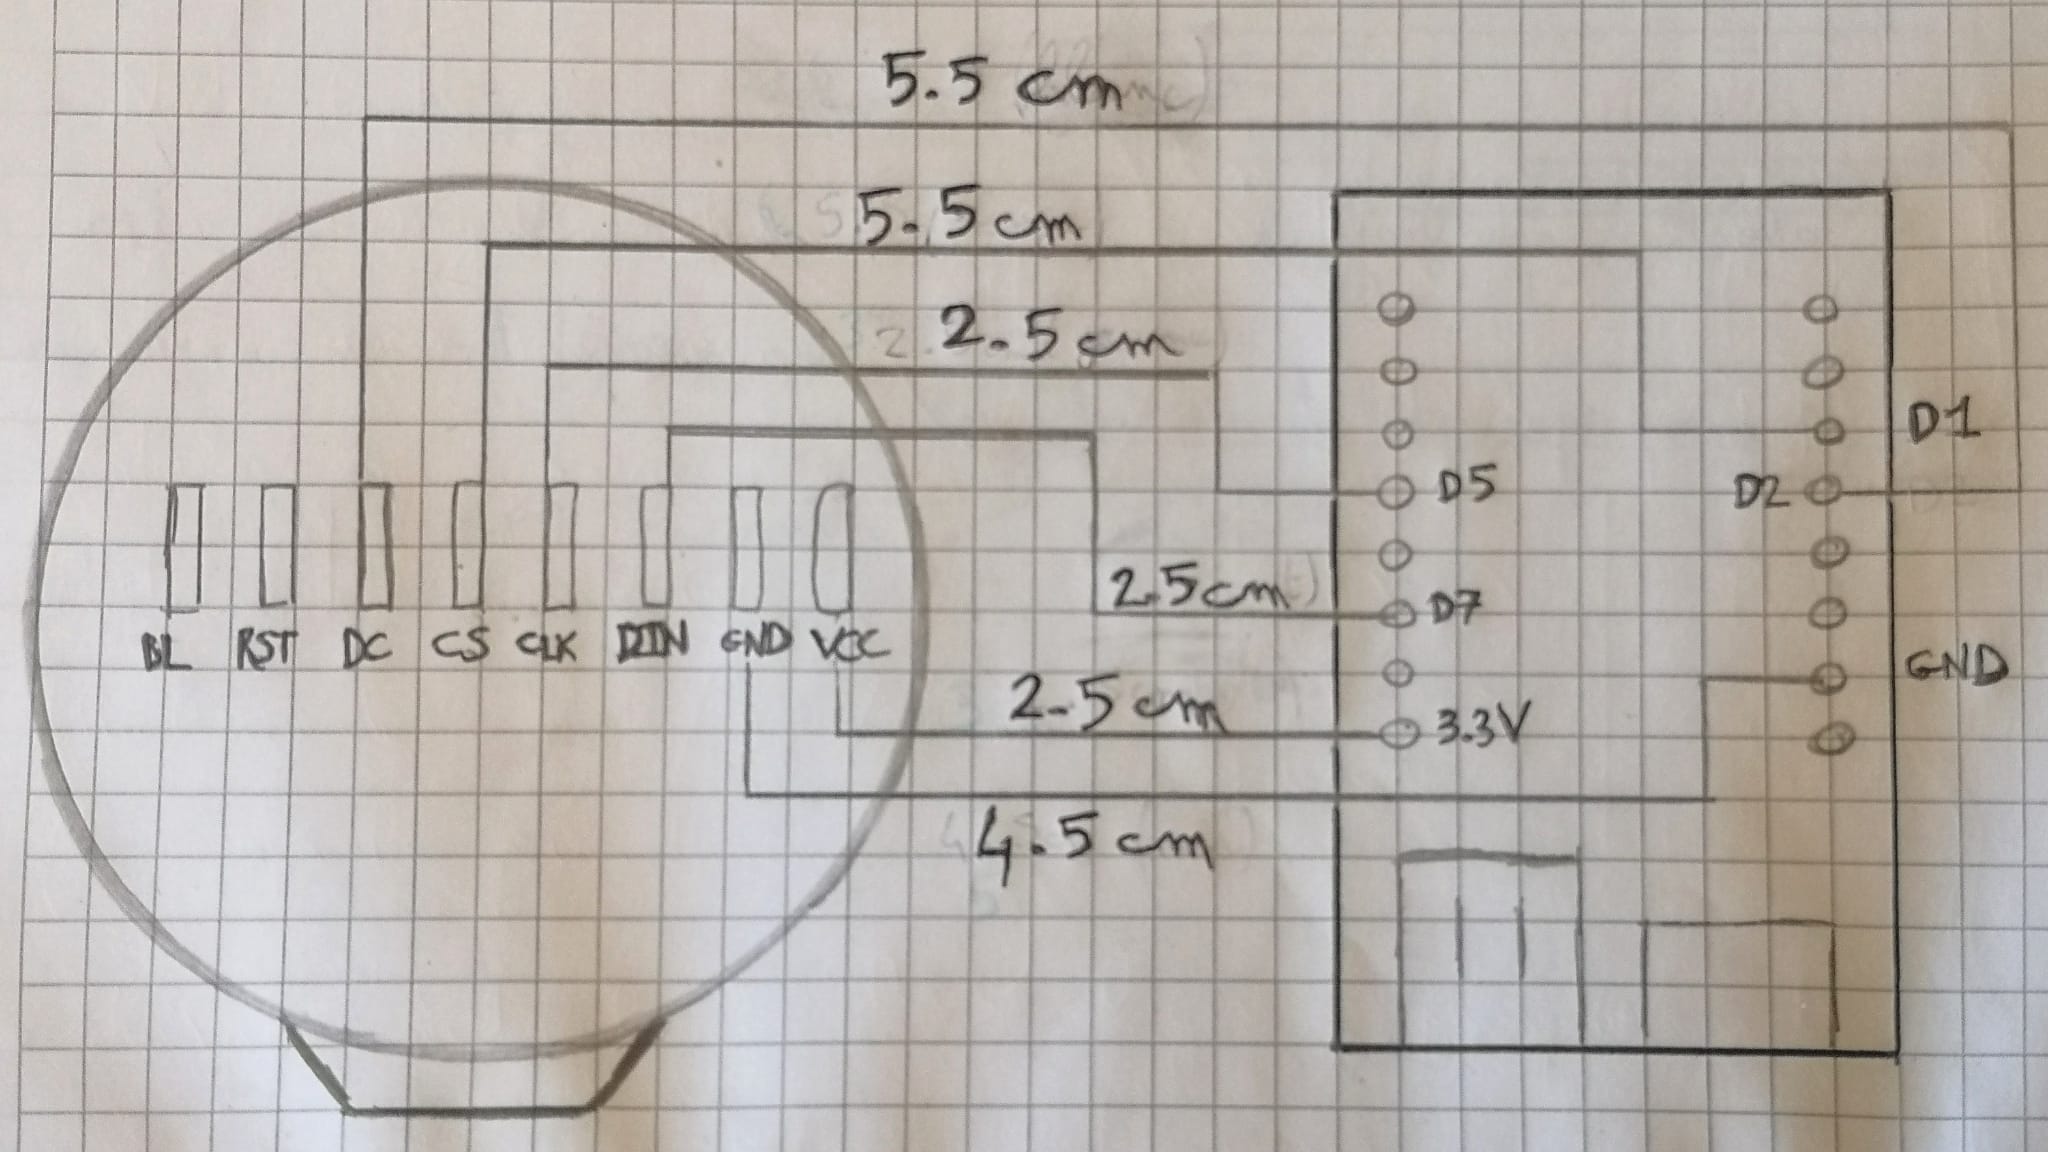 5.5 cm
5.5 cm
2.5 cm
D1
D5
D2
2.5cm
D7
BL RST DC CS CLK DIN GND VCC
GND
2.5 cm
3.3V
4.5 cm